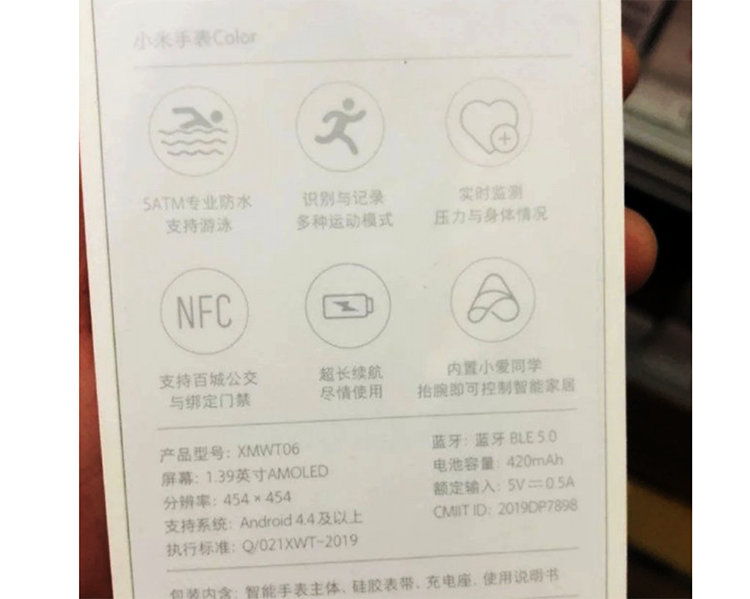 小米手表Color
5ATM专业防水
支持游泳
识别与记录
多种运动模式
实时监测
压力与身体情况
NFC
支持百城公交
与绑定门禁
超长续航
尽情使用
内置小爱同学
抬腕即可控制智能家居
产品型号: XMWT06
屏幕: 1.39英寸AMOLED
分辨率: 454 × 454
支持系统: Android 4.4 及以上
执行标准: Q/021XWT-2019
蓝牙: 蓝牙 BLE 5.0
电池容量: 420mAh
额定输入: 5V⎓0.5A
CMIIT ID: 2019DP7898
包装内含: 智能手表主体、硅胶表带、充电座、使用说明书